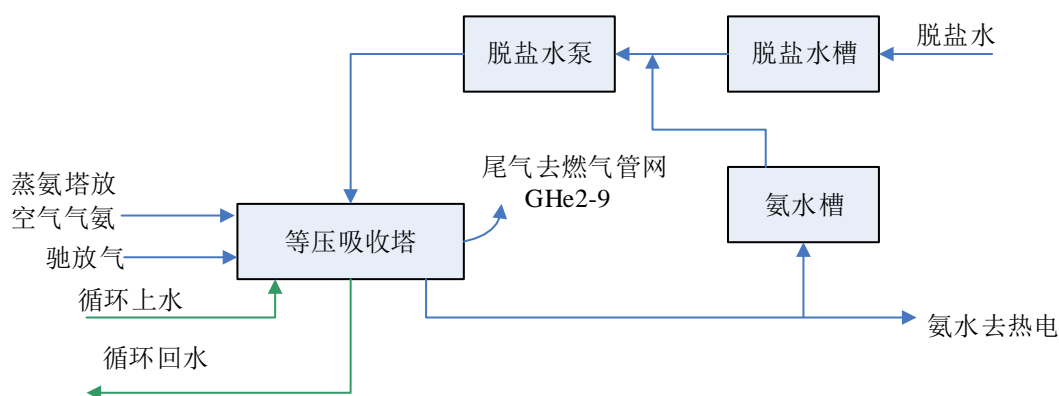 脱盐水
脱盐水泵
脱盐水槽
尾气去燃气管网
GHe2-9
蒸氨塔放
空气气氨
氨水槽
等压吸收塔
驰放气
循环上水
氨水去热电
循环回水